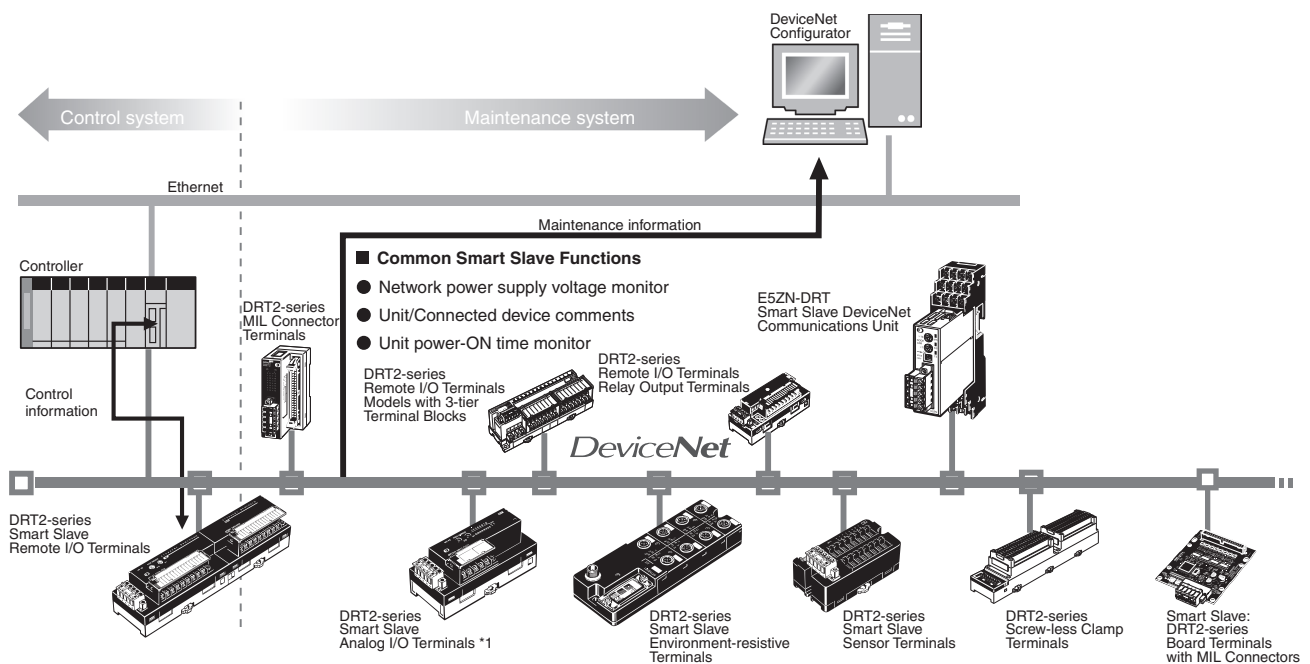 DeviceNet
Configurator
Control system
Maintenance system
Ethernet
Maintenance information
Controller
■ Common Smart Slave Functions
● Network power supply voltage monitor
● Unit/Connected device comments
● Unit power-ON time monitor
DRT2-series
MIL Connector
Terminals
E5ZN-DRT
Smart Slave DeviceNet
Communications Unit
Control
information
DRT2-series
Remote I/O Terminals
Models with 3-tier
Terminal Blocks
DRT2-series
Remote I/O Terminals
Relay Output Terminals
DeviceNet
DRT2-series
Smart Slave
Remote I/O Terminals
DRT2-series
Smart Slave
Analog I/O Terminals *1
DRT2-series
Smart Slave
Environment-resistive
Terminals
DRT2-series
Smart Slave
Sensor Terminals
DRT2-series
Screw-less Clamp
Terminals
Smart Slave:
DRT2-series
Board Terminals
with MIL Connectors